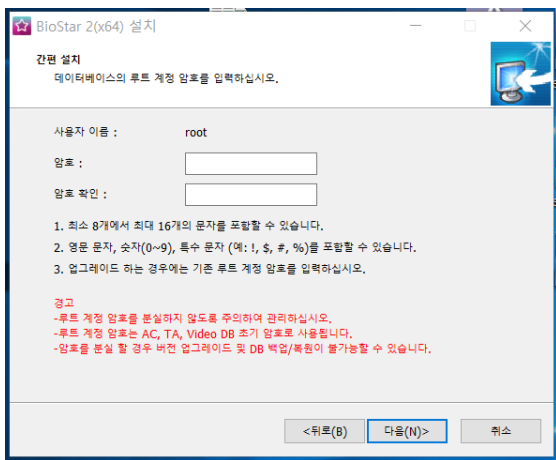 BioStar 2(x64) 설치
간편 설치
데이터베이스의 루트 계정 암호를 입력하십시오.
사용자 이름 : root
암호 :
암호 확인 :
1. 최소 8개에서 최대 16개의 문자를 포함할 수 있습니다.
2. 영문 문자, 숫자(0~9), 특수 문자 (예: !, $, #, %)를 포함할 수 있습니다.
3. 업그레이드 하는 경우에는 기존 루트 계정 암호를 입력하십시오.
경고
-루트 계정 암호를 분실하지 않도록 주의하여 관리하십시오.
-루트 계정 암호는 AC, TA, Video DB 초기 암호로 사용됩니다.
-암호를 분실 할 경우 버전 업그레이드 및 DB 백업/복원이 불가능할 수 있습니다.
<뒤로(B) 다음(N)> 취소